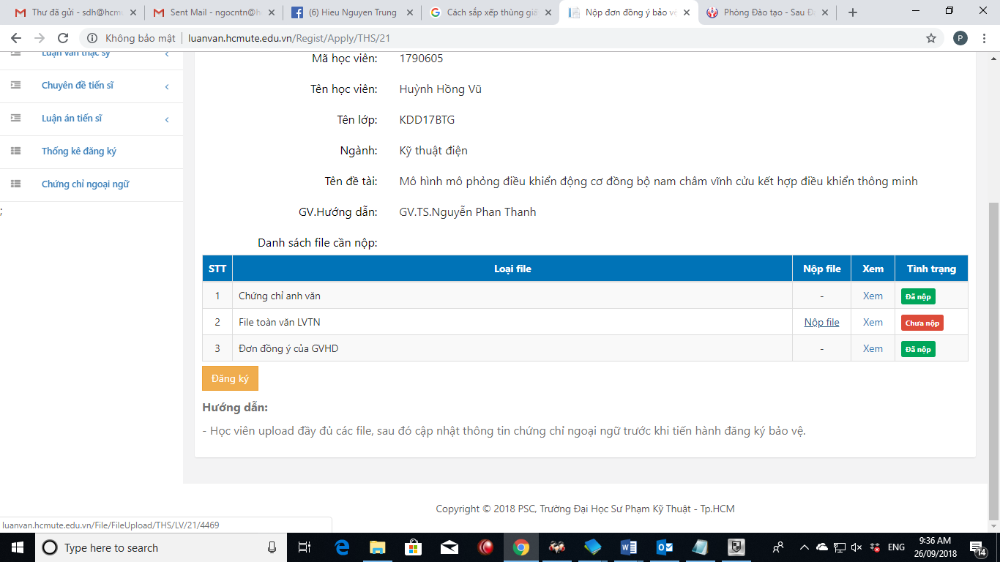 Thư đã gửi - sdh@hcm
Sent Mail - ngocntn@h
(6) Hieu Nguyen Trung
Cách sắp xếp thùng giấ
Nộp đơn đồng ý bảo vệ
Phòng Đào tạo - Sau Đ
Không bảo mật
luanvan.hcmute.edu.vn/Regist/Apply/THS/21
P
Luận văn thạc sỹ
Chuyên đề tiến sĩ
Luận án tiến sĩ
Thống kê đăng ký
Chứng chỉ ngoại ngữ
;
Mã học viên: 1790605
Tên học viên: Huỳnh Hồng Vũ
Tên lớp: KDD17BTG
Ngành: Kỹ thuật điện
Tên đề tài: Mô hình mô phỏng điều khiển động cơ đồng bộ nam châm vĩnh cửu kết hợp điều khiển thông minh
GV.Hướng dẫn: GV.TS.Nguyễn Phan Thanh
Danh sách file cần nộp:
STT Loại file Nộp file Xem Tình trạng
1 Chứng chỉ anh văn - Xem Đã nộp
2 File toàn văn LVTN Nộp file Xem Chưa nộp
3 Đơn đồng ý của GVHD - Xem Đã nộp
Đăng ký
Hướng dẫn:
- Học viên upload đầy đủ các file, sau đó cập nhật thông tin chứng chỉ ngoại ngữ trước khi tiến hành đăng ký bảo vệ.
Copyright © 2018 PSC, Trường Đại Học Sư Phạm Kỹ Thuật - Tp.HCM
luanvan.hcmute.edu.vn/File/FileUpload/THS/LV/21/4469
Type here to search
ENG
9:36 AM
26/09/2018
14